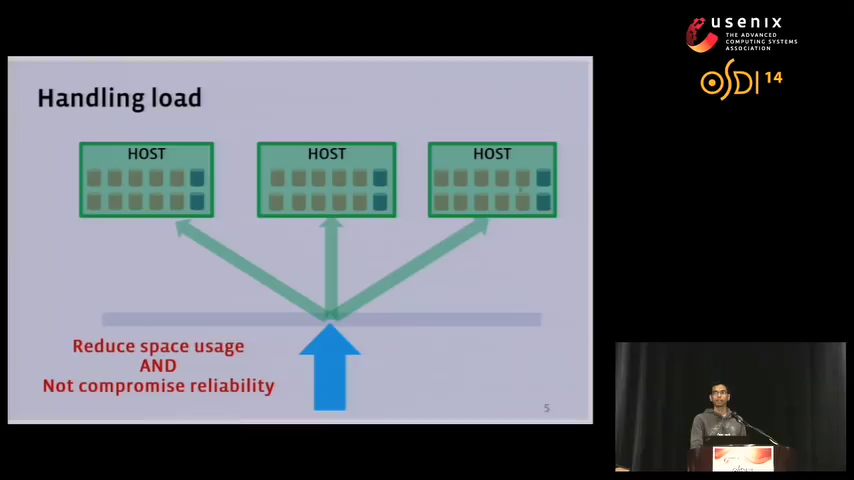 usenix
THE ADVANCED
COMPUTING SYSTEMS
ASSOCIATION
OSDI 14
Handling load
HOST
HOST
HOST
Reduce space usage
AND
Not compromise reliability
5